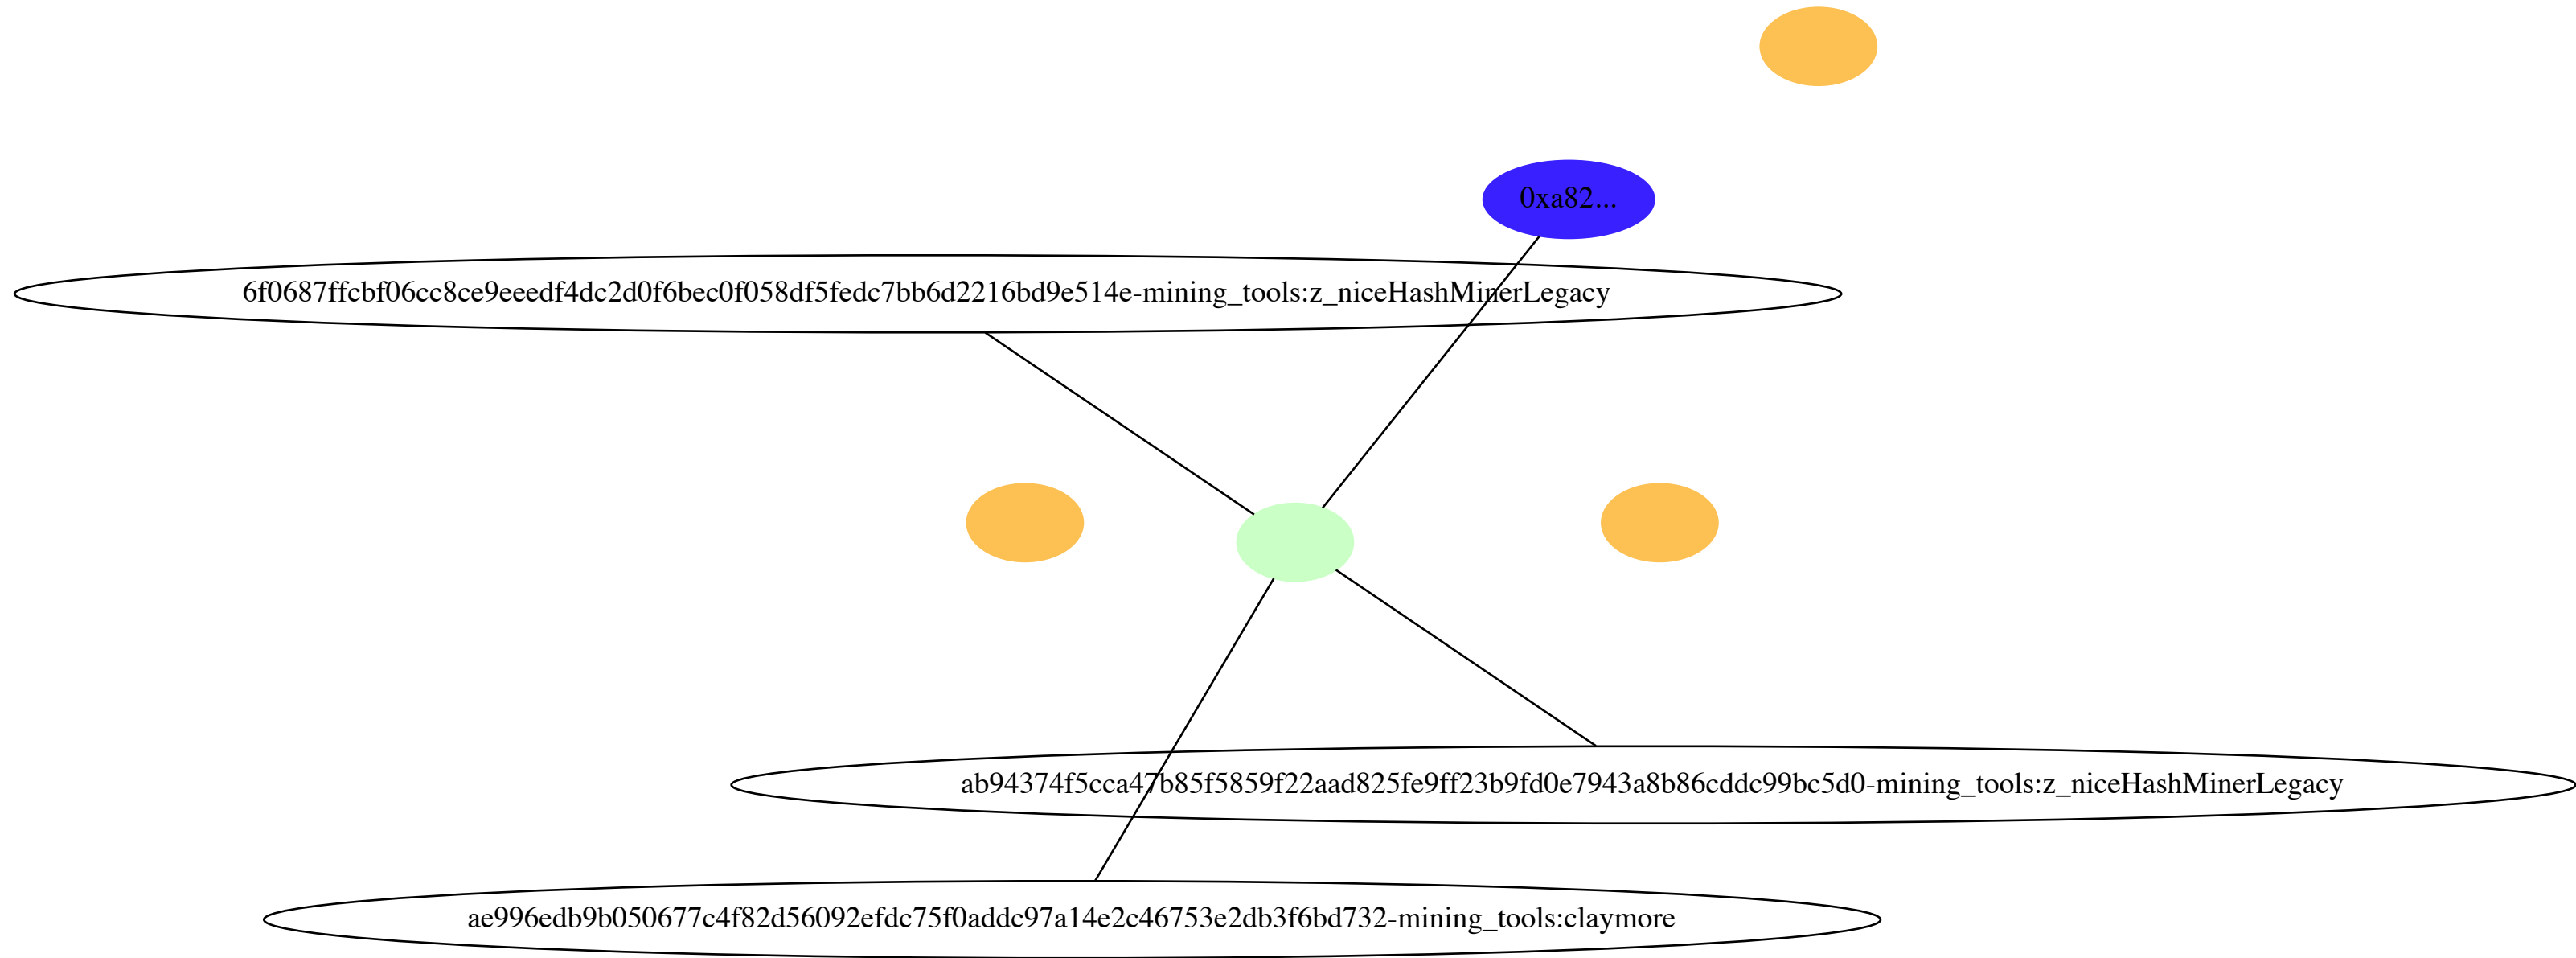 0xa82...
6f0687ffcbf06cc8ce9eeedf4dc2d0f6bec0f058df5fedc7bb6d2216bd9e514e-mining_tools:z_niceHashMinerLegacy
ab94374f5cca47b85f5859f22aad825fe9ff23b9fd0e7943a8b86cddc99bc5d0-mining_tools:z_niceHashMinerLegacy
ae996edb9b050677c4f82d56092efdc75f0addc97a14e2c46753e2db3f6bd732-mining_tools:claymore